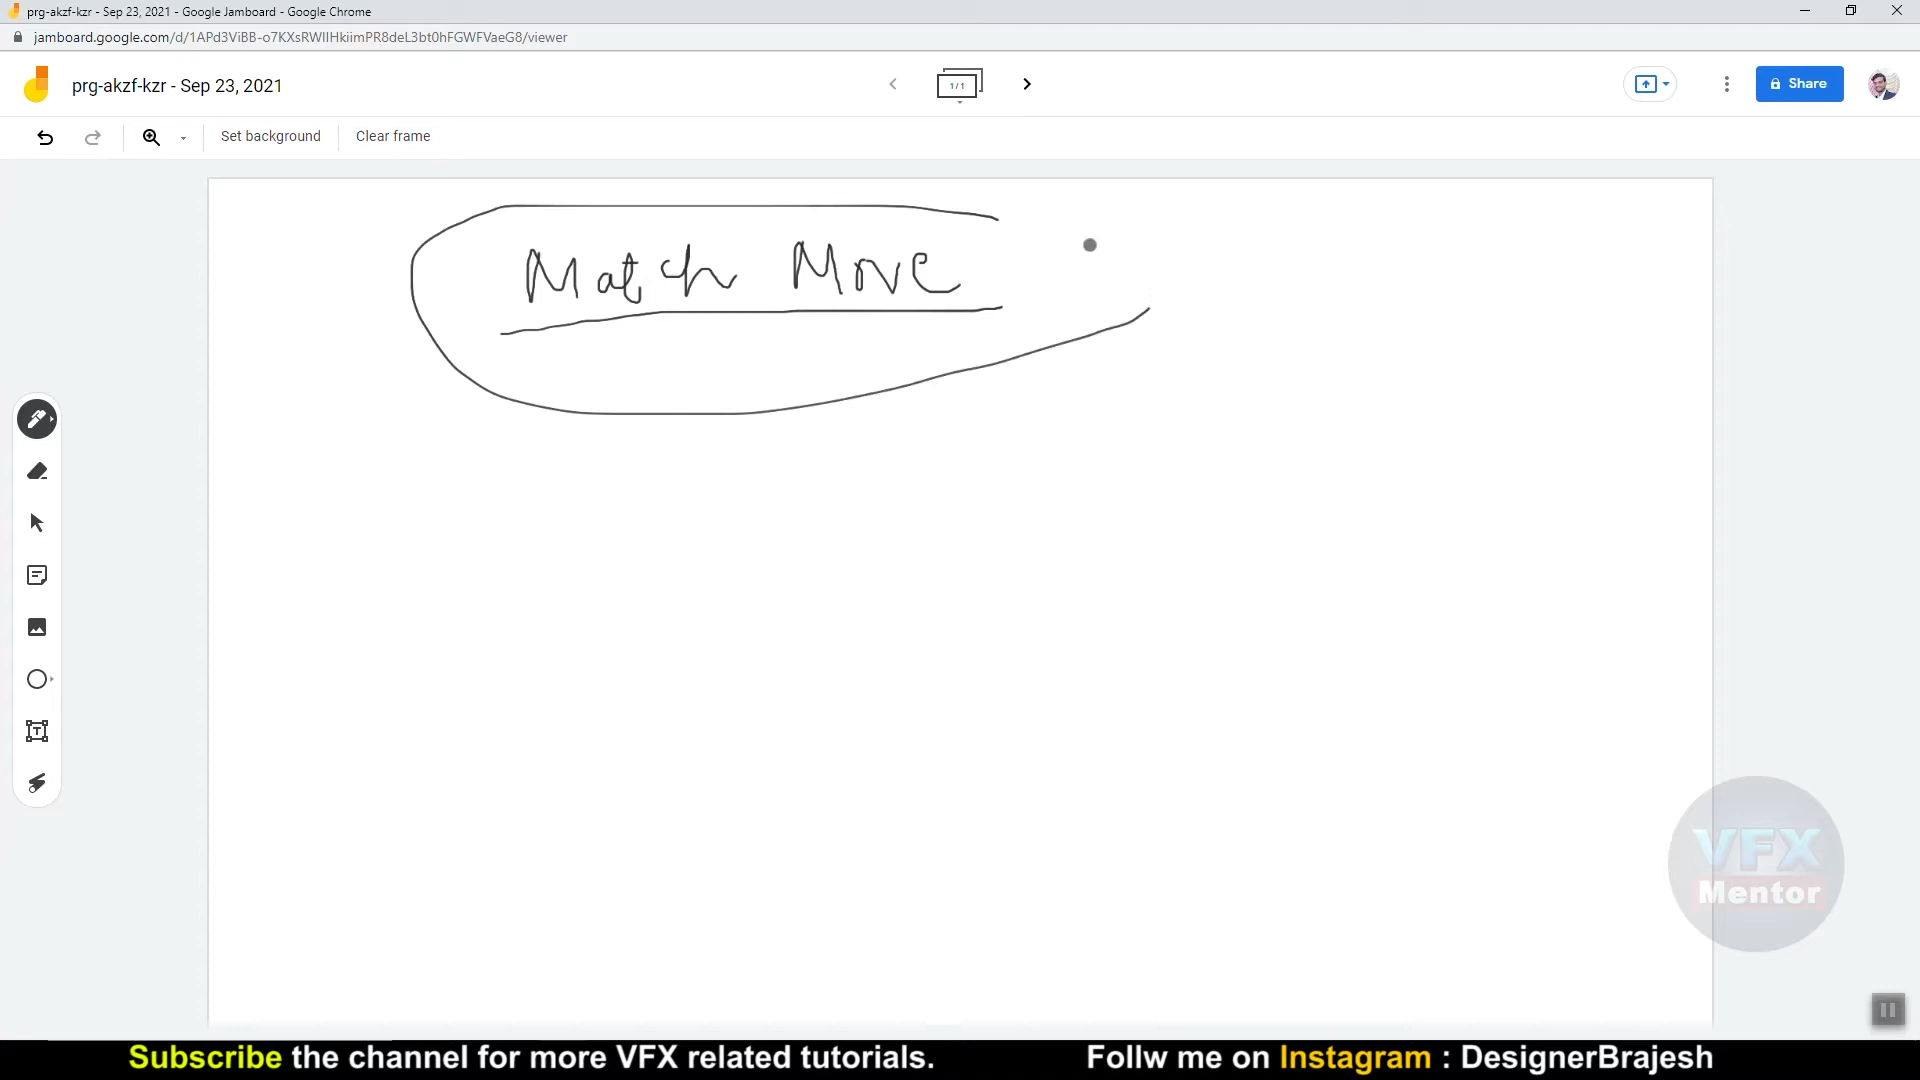 prg-akzf-kzr - Sep 23, 2021 - Google Jamboard - Google Chrome
jamboard.google.com/d/1APd3ViBB-o7KXsRWIIHkiimPR8deL3bt0hFGWFVaeG8/viewer
prg-akzf-kzr - Sep 23, 2021
1 / 1
Share
Set background
Clear frame
Match Move
VFX
Mentor
Subscribe the channel for more VFX related tutorials.
Follw me on Instagram : DesignerBrajesh